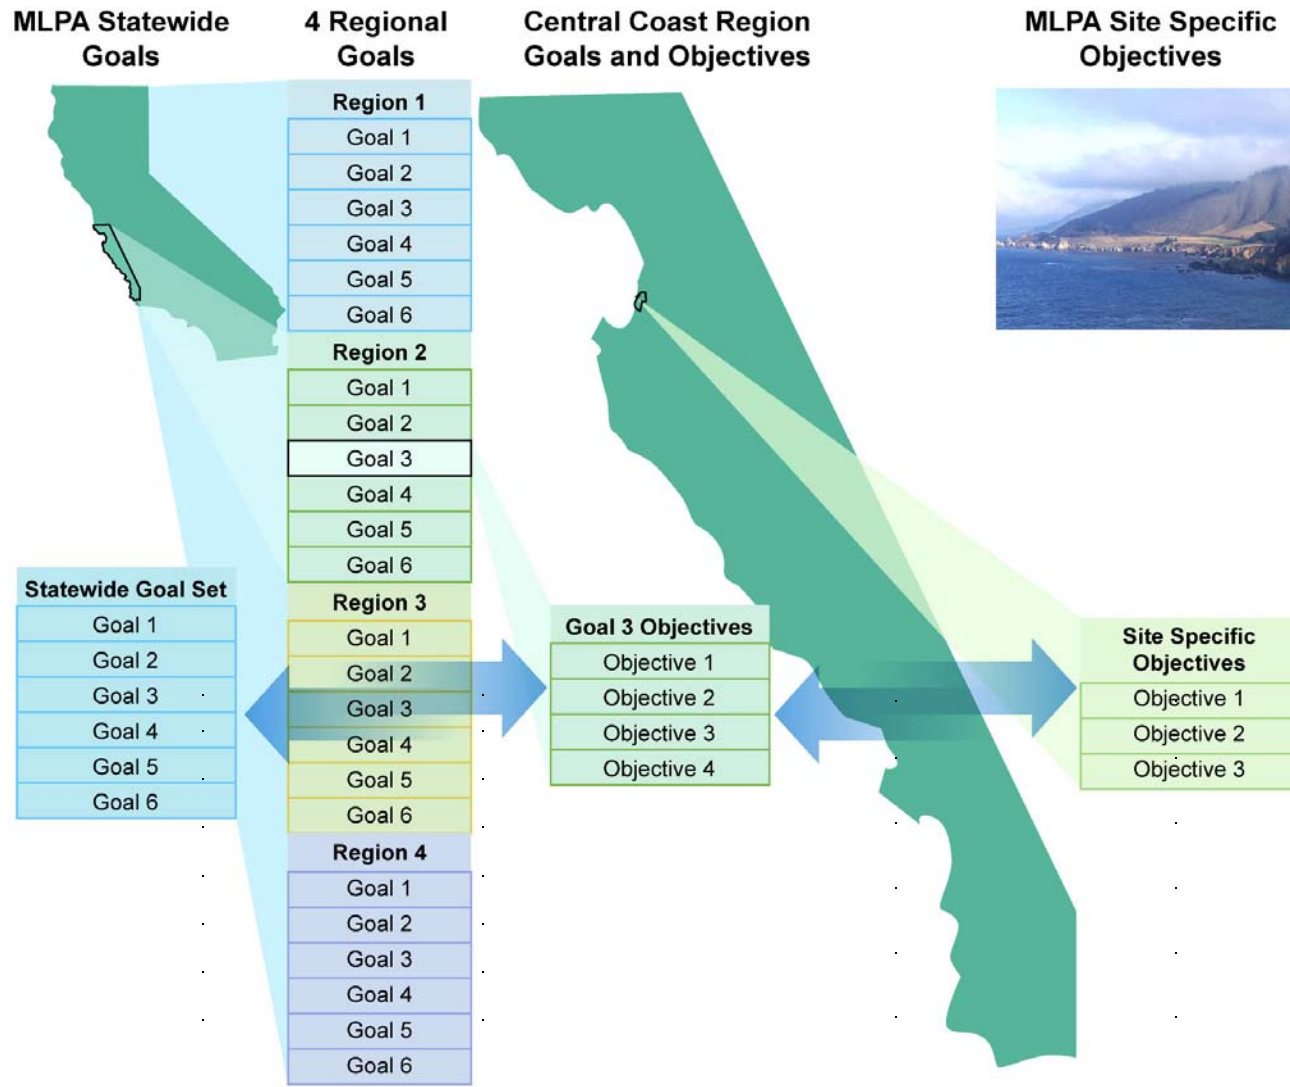 MLPA Statewide
Goals
4 Regional
Goals
Central Coast Region
Goals and Objectives
MLPA Site Specific
Objectives
Region 1
Goal 1
Goal 2
Goal 3
Goal 4
Goal 5
Goal 6
Region 2
Goal 1
Goal 2
Goal 3
Goal 4
Goal 5
Goal 6
Region 3
Goal 1
Goal 2
Goal 3
Goal 4
Goal 5
Goal 6
Region 4
Goal 1
Goal 2
Goal 3
Goal 4
Goal 5
Goal 6
Statewide Goal Set
Goal 1
Goal 2
Goal 3
Goal 4
Goal 5
Goal 6
Goal 3 Objectives
Objective 1
Objective 2
Objective 3
Objective 4
Site Specific
Objectives
Objective 1
Objective 2
Objective 3